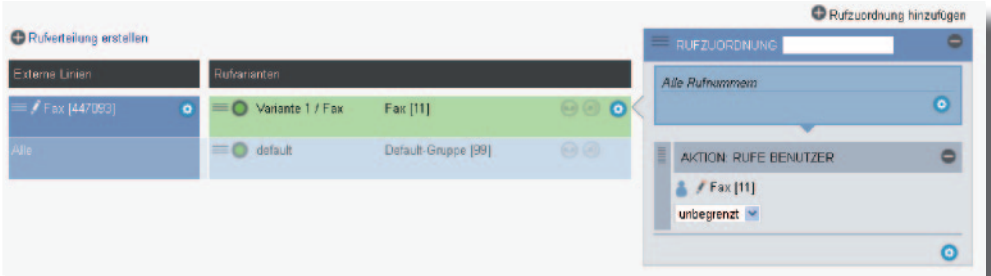 Rufzuordnung hinzufügen
Rufverteilung erstellen
RUFZUORDNUNG
Externe Linien
Rufvarianten
Alle Rufnummern
Fax [447093]
Variante 1 / Fax
Fax [11]
Alle
default
Default-Gruppe [99]
AKTION: RUFE BENUTZER
Fax [11]
unbegrenzt